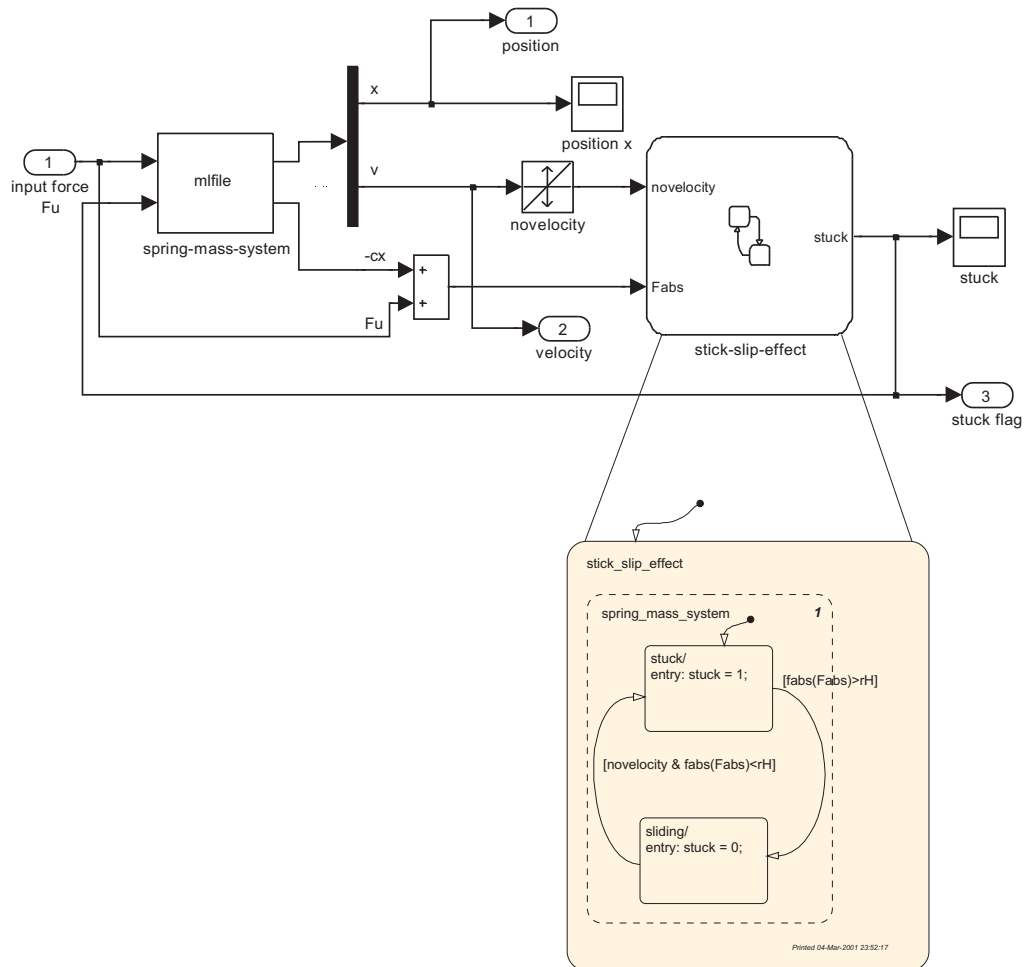 1
position
x
position x
1
input force
Fu
mlfile
spring-mass-system
...
v
novelocity
novelocity
stuck
Fabs
stick-slip-effect
stuck
-cx
+
+
Fu
2
velocity
3
stuck flag
stick_slip_effect
spring_mass_system
1
stuck/
entry: stuck = 1;
[fabs(Fabs)>rH]
[novelocity & fabs(Fabs)<rH]
sliding/
entry: stuck = 0;
Printed 04-Mar-2001 23:52:17